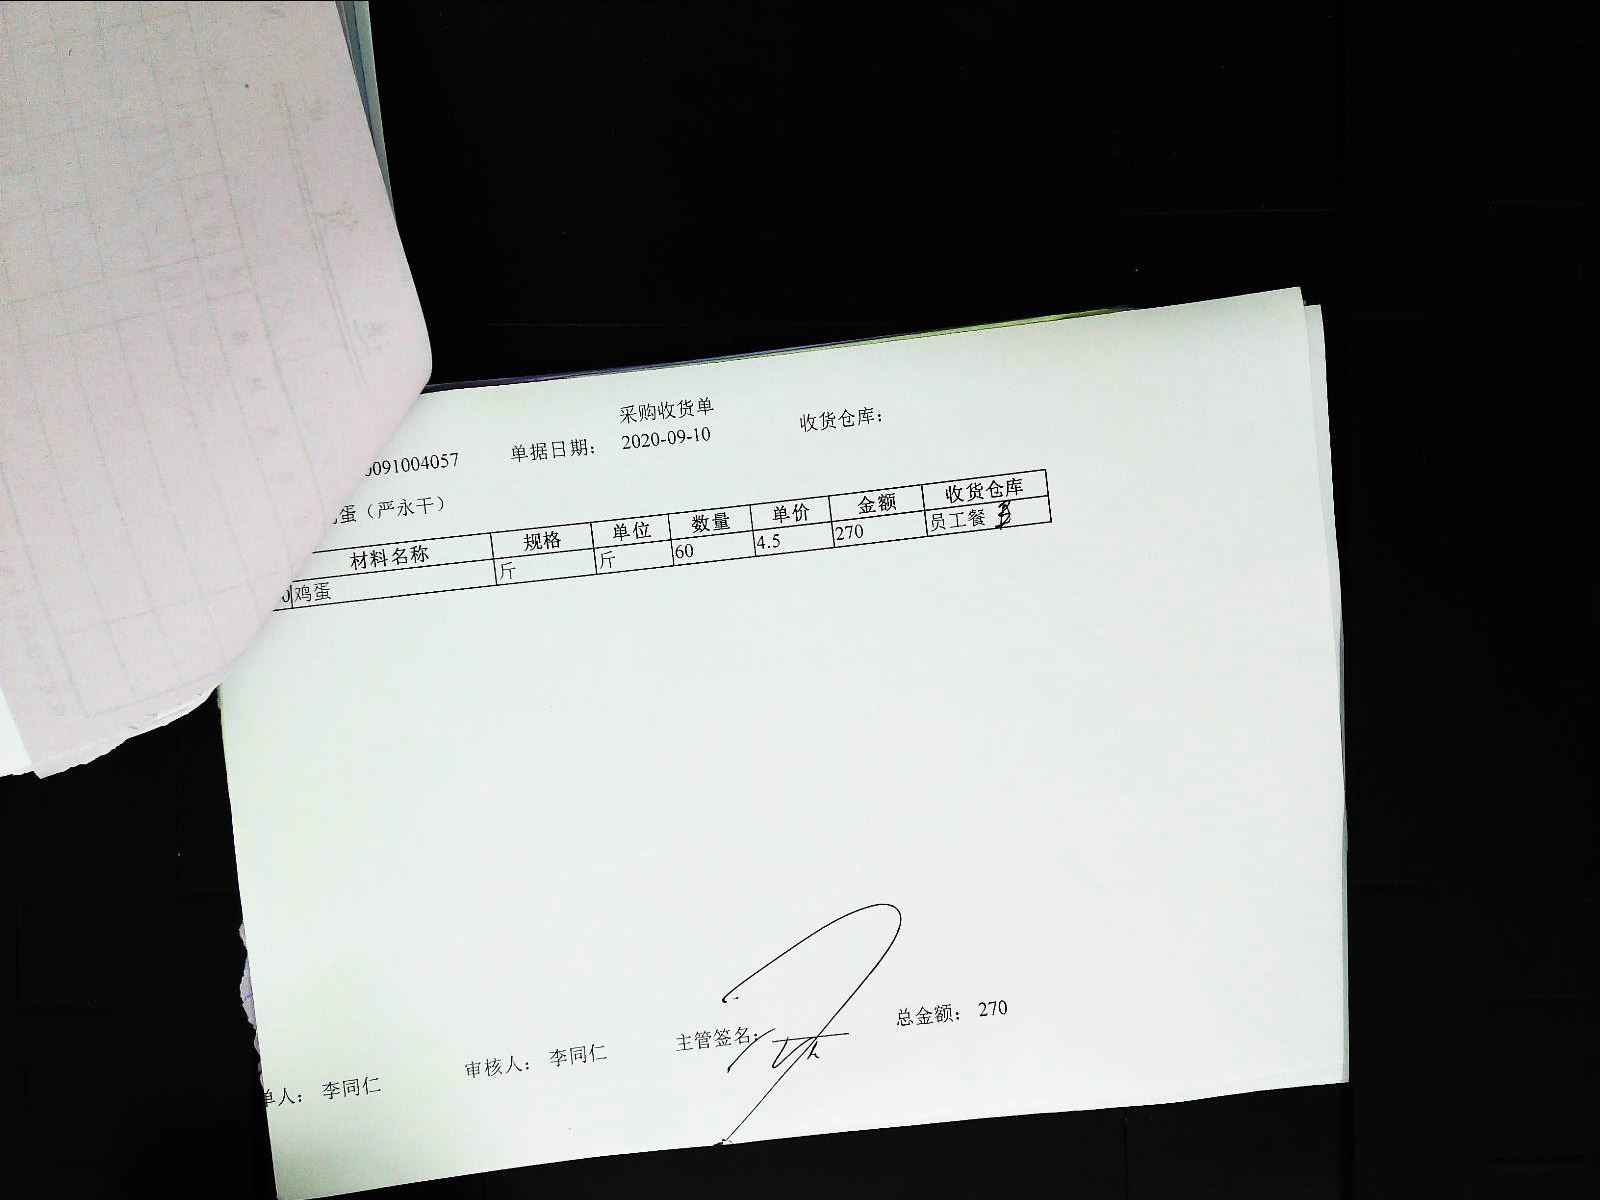 采购收货单
091004057 单据日期： 2020-09-10 收货仓库：
蛋（严永干）
材料名称 规格 单位 数量 单价 金额 收货仓库
0 鸡蛋 斤 斤 60 4.5 270 员工餐
单人： 李同仁 审核人： 李同仁 主管签名： 总金额： 270